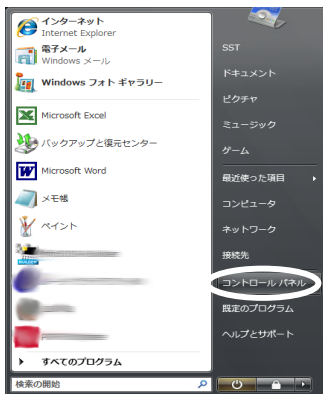 インターネット
Internet Explorer
電子メール
Windows メール
Windows フォト ギャラリー
Microsoft Excel
バックアップと復元センター
Microsoft Word
メモ帳
ペイント
すべてのプログラム
検索の開始
SST
ドキュメント
ピクチャ
ミュージック
ゲーム
最近使った項目
コンピュータ
ネットワーク
接続先
コントロール パネル
既定のプログラム
ヘルプとサポート